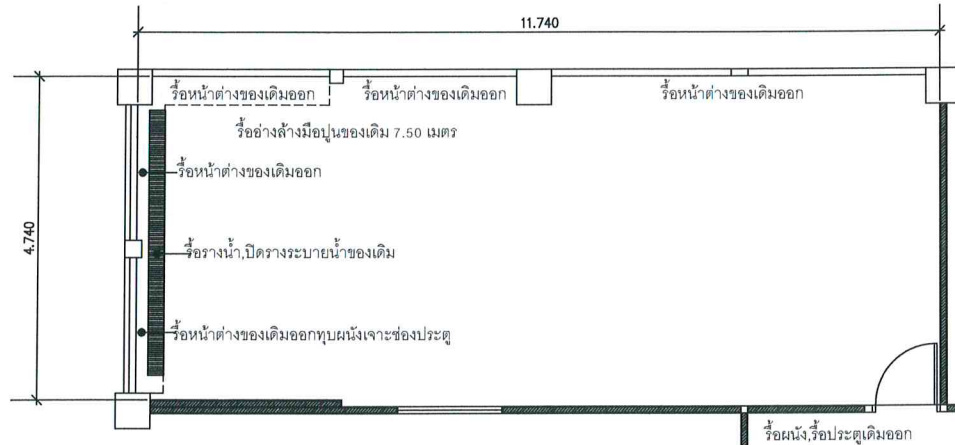 11.740
รื้อหน้าต่างของเดิมออก
รื้อหน้าต่างของเดิมออก
รื้อหน้าต่างของเดิมออก
รื้ออ่างล้างมือปูนของเดิม 7.50 เมตร
รื้อหน้าต่างของเดิมออก
4.740
รื้อรางน้ำ,ปิดรางระบายน้ำของเดิม
รื้อหน้าต่างของเดิมออกทุบผนังเจาะช่องประตู
รื้อผนัง,รื้อประตูเดิมออก